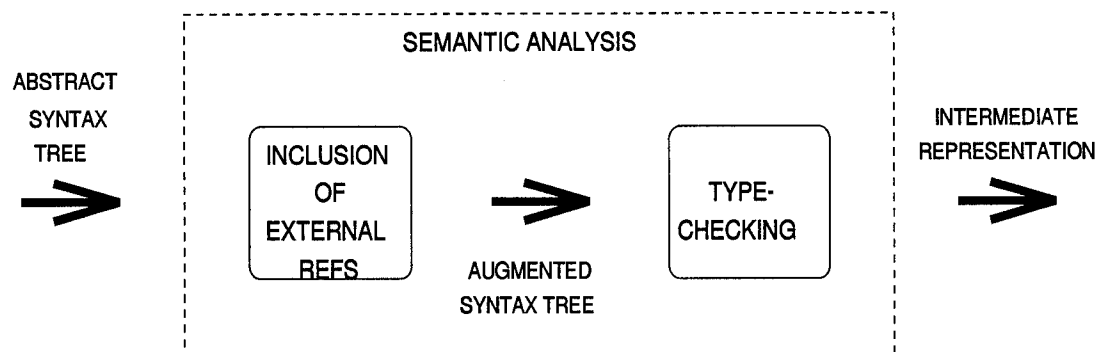 SEMANTIC ANALYSIS
ABSTRACT
SYNTAX
TREE
INCLUSION
OF
EXTERNAL
REFS
AUGMENTED
SYNTAX TREE
TYPE-
CHECKING
INTERMEDIATE
REPRESENTATION